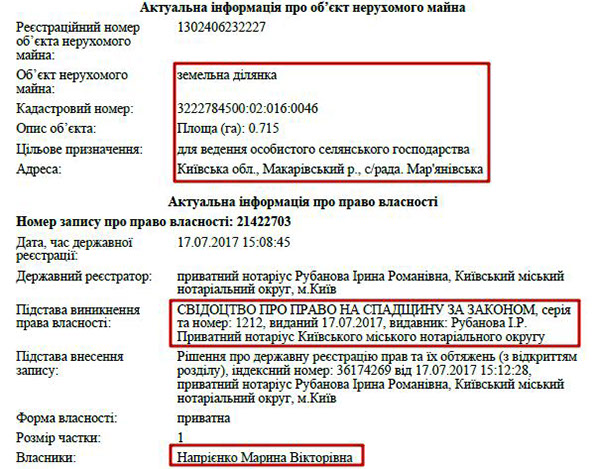 Актуальна інформація про об’єкт нерухомого майна
Реєстраційний номер об’єкта нерухомого майна: 1302406232227
Об’єкт нерухомого майна: земельна ділянка
Кадастровий номер: 3222784500:02:016:0046
Опис об’єкта: Площа (га): 0.715
Цільове призначення: для ведення особистого селянського господарства
Адреса: Київська обл., Макарівський р., с/рада. Мар'янівська
Актуальна інформація про право власності
Номер запису про право власності: 21422703
Дата, час державної реєстрації: 17.07.2017 15:08:45
Державний реєстратор: приватний нотаріус Рубанова Ірина Романівна, Київський міський
нотаріальний округ, м.Київ
Підстава виникнення права власності: СВІДОЦТВО ПРО ПРАВО НА СПАДЩИНУ ЗА ЗАКОНОМ, серія
та номер: 1212, виданий 17.07.2017, видавник: Рубанова І.Р.
Приватний нотаріус Київського міського нотаріального округу
Підстава внесення запису: Рішення про державну реєстрацію прав та їх обтяжень (з відкриттям
розділу), індексний номер: 36174269 від 17.07.2017 15:12:28,
приватний нотаріус Рубанова Ірина Романівна, Київський міський
нотаріальний округ, м.Київ
Форма власності: приватна
Розмір частки: 1
Власники: Напрієнко Марина Вікторівна